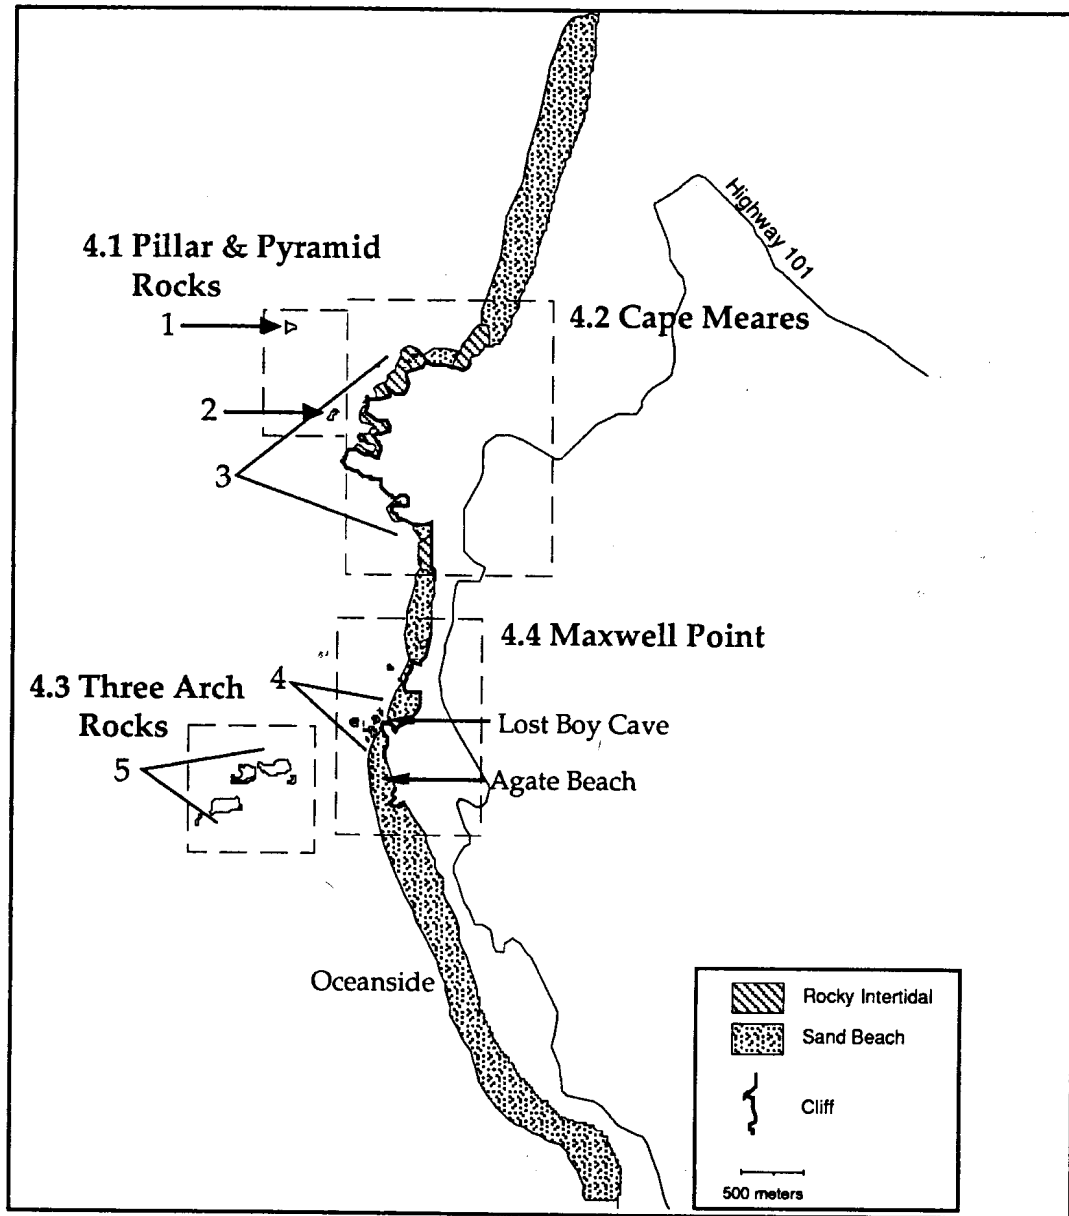 Highway 101
4.1 Pillar & Pyramid
Rocks
1
4.2 Cape Meares
2
3
4.4 Maxwell Point
4.3 Three Arch
Rocks
4
Lost Boy Cave
5
Agate Beach
Oceanside
Rocky Intertidal
Sand Beach
Cliff
500 meters